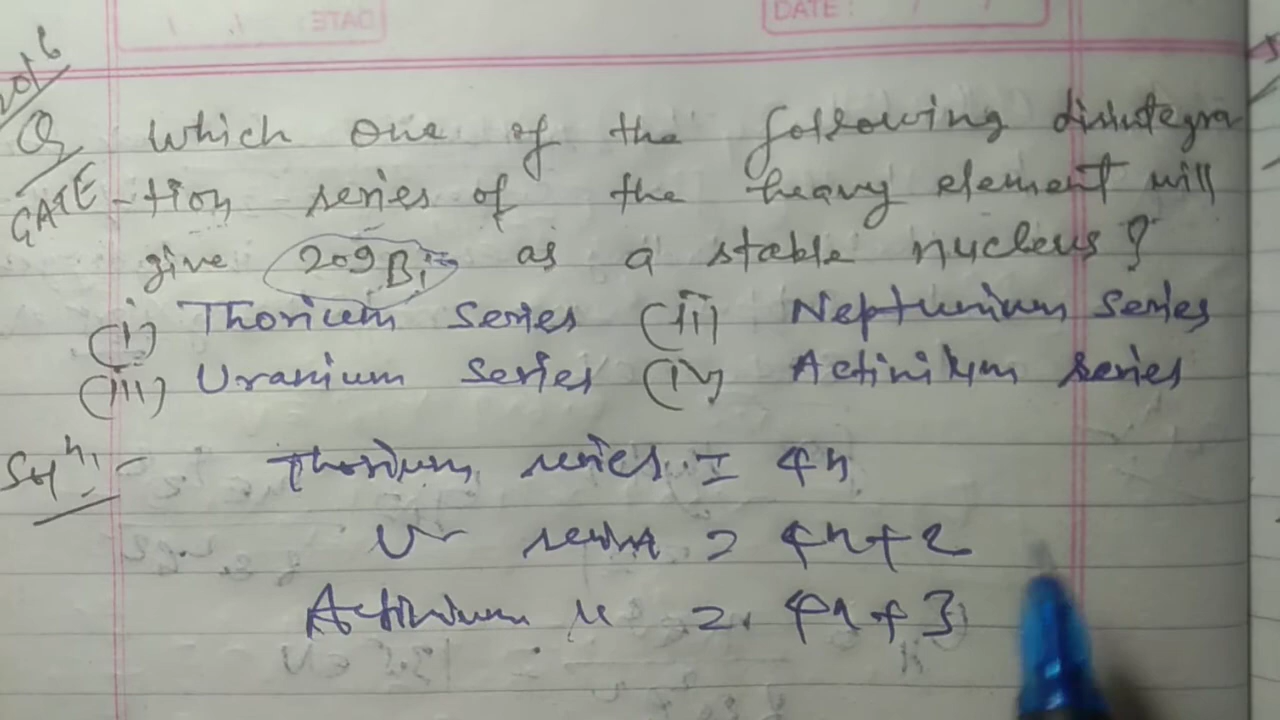 DATE :
2016
Q Which one of the following disintegra
GATE -tion series of the heavy element will
give 209Bi as a stable nucleus?
(i) Thorium Series (ii) Neptunium Series
(iii) Uranium Series (iv) Actinium Series
Solⁿ,- Thorium series = 4n
U series = 4n+2
Actinium " = 4n+3